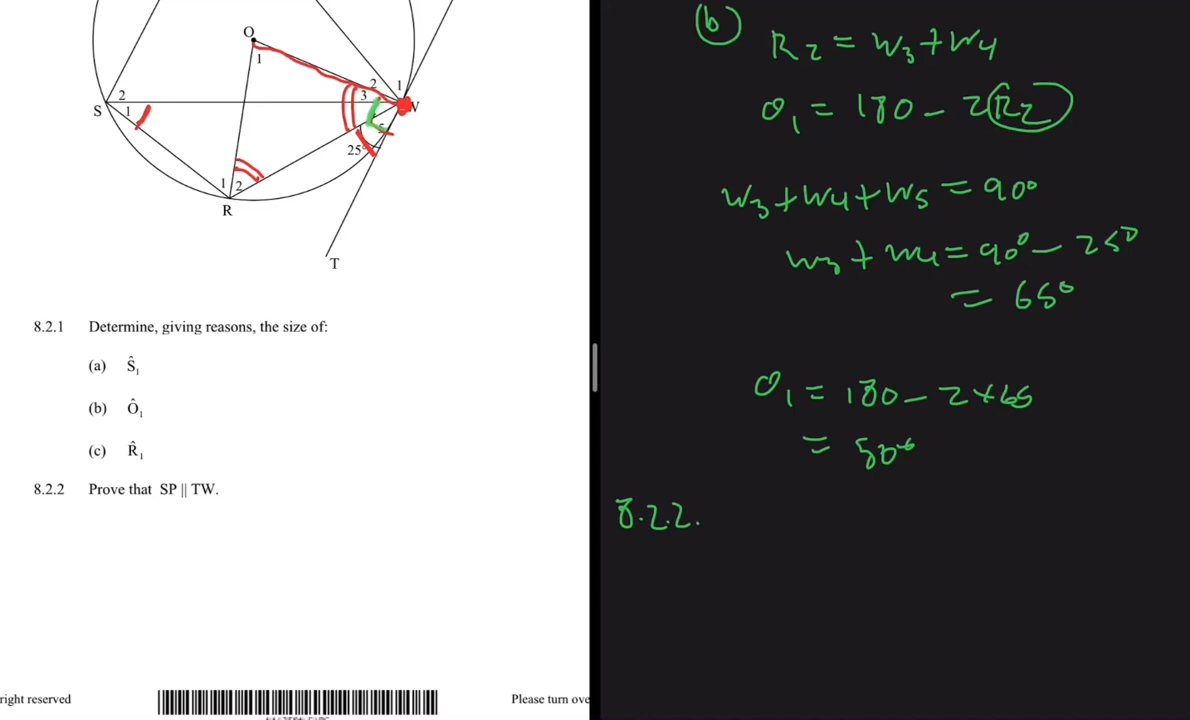 O
1
2
1
3
W
2
S
1
25°
1
2
R
T
8.2.1 Determine, giving reasons, the size of:
(a) Ŝ₁
(b) Ô₁
(c) R̂₁
8.2.2 Prove that SP || TW.
right reserved
Please turn ove
(b) R2 = W3 + W4
O1 = 180 - 2(R2)
W3 + W4 + W5 = 90°
W3 + W4 = 90° - 25°
= 65°
O1 = 180 - 2×65
= 50°
8.2.2.